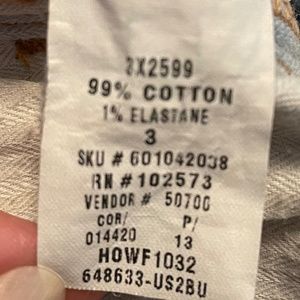 3X2599
99% COTTON
1% ELASTANE
3
SKU # 601042038
RN # 102573
VENDOR # 50700
COR/ P/
014420 13
HOWF1032
648633-US2BU